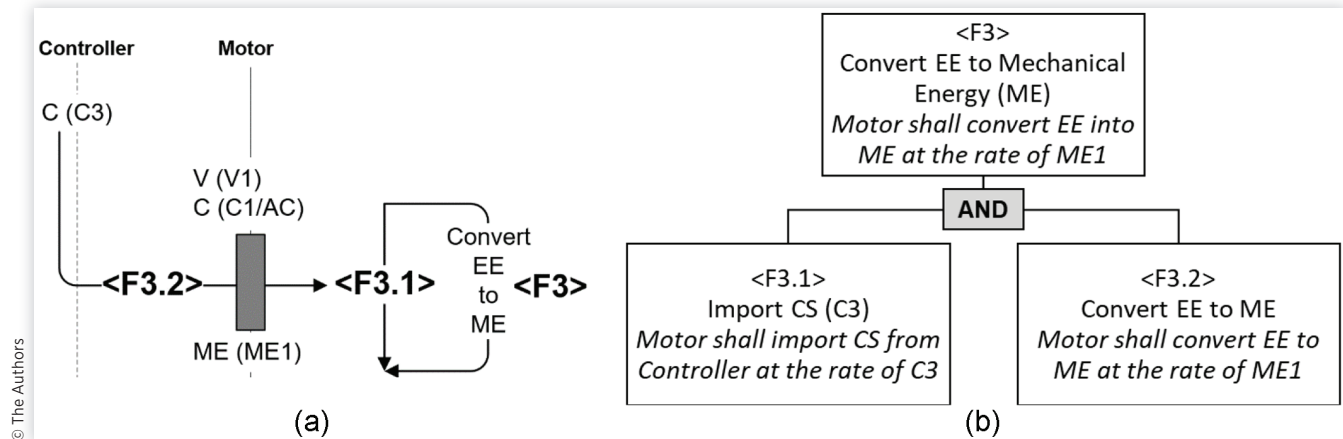 Controller
Motor
C (C3)
V (V1)
C (C1/AC)
<F3.2>
<F3.1>
Convert
EE
to
ME
<F3>
ME (ME1)
(a)
<F3>
Convert EE to Mechanical
Energy (ME)
Motor shall convert EE into
ME at the rate of ME1
AND
<F3.1>
Import CS (C3)
Motor shall import CS from
Controller at the rate of C3
<F3.2>
Convert EE to ME
Motor shall convert EE to
ME at the rate of ME1
(b)
© The Authors